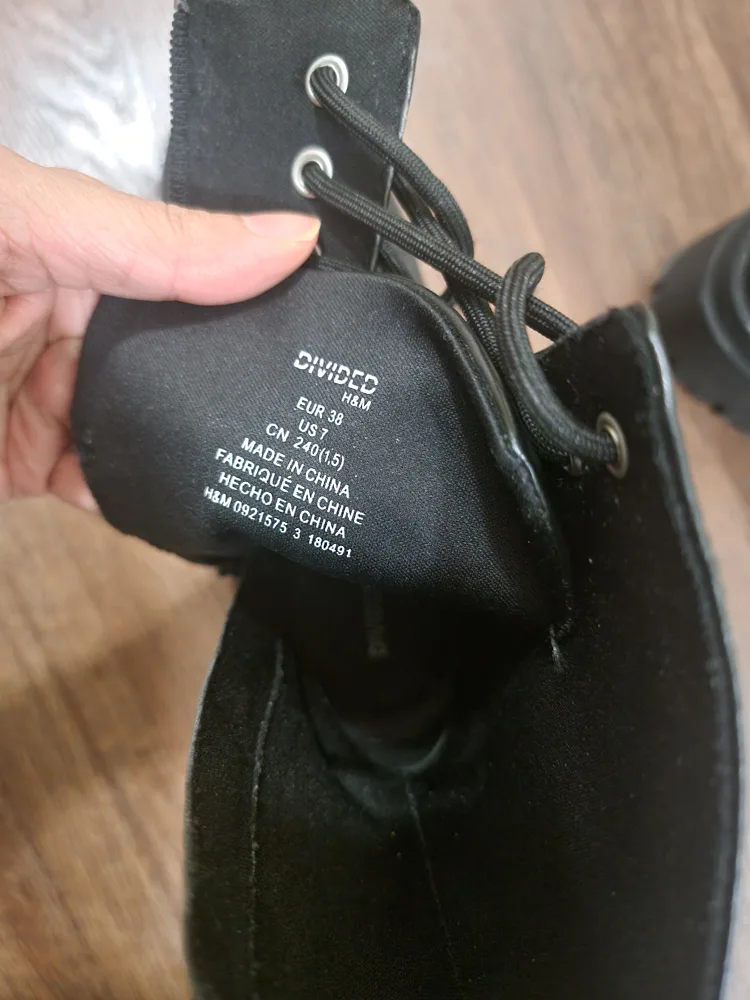 DIVIDED
H&M
EUR 38
US 7
CN 240(1.5)
MADE IN CHINA
FABRIQUÉ EN CHINE
HECHO EN CHINA
H&M 0921575 3 180491